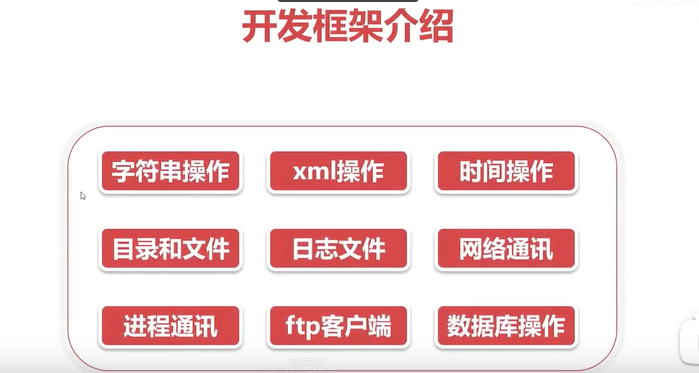 开发框架介绍
字符串操作 xml操作 时间操作
目录和文件 日志文件 网络通讯
进程通讯 ftp客户端 数据库操作